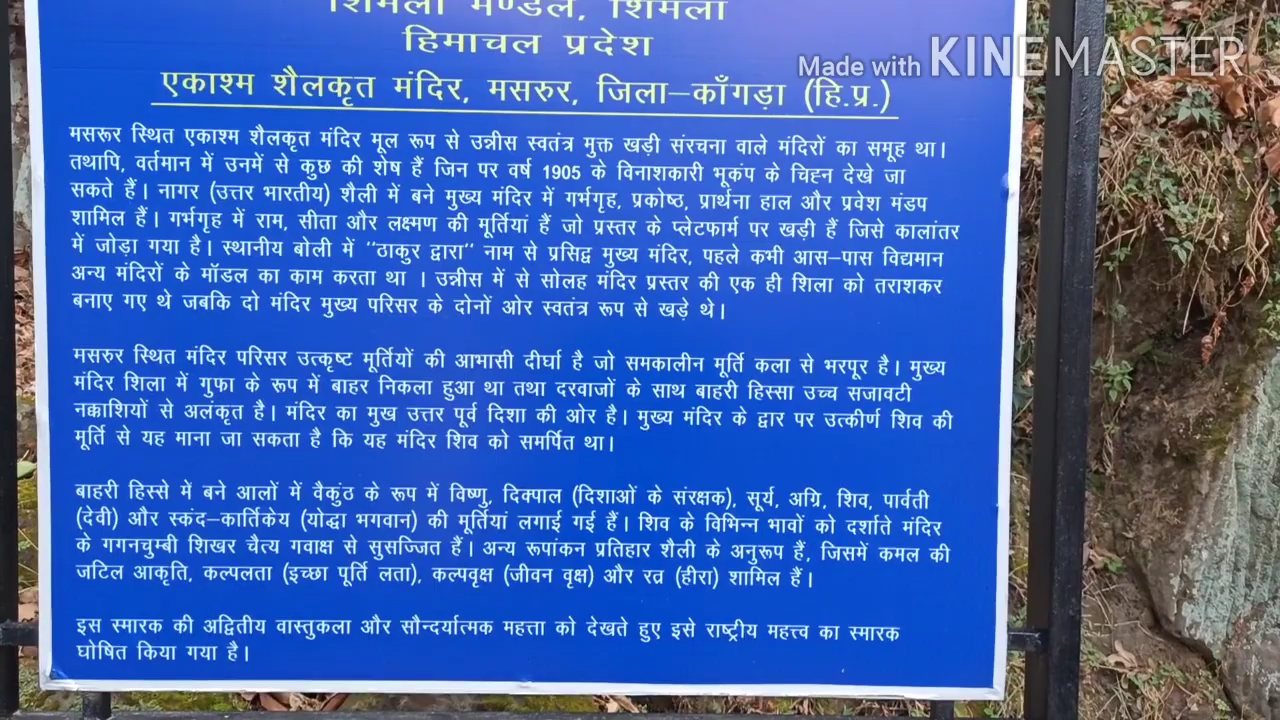 शिमला मण्डल, शिमला
हिमाचल प्रदेश
Made with KINEMASTER
एकाश्म शैलकृत मंदिर, मसरुर, जिला–काँगड़ा (हि.प्र.)
मसरूर स्थित एकाश्म शैलकृत मंदिर मूल रूप से उन्नीस स्वतंत्र मुक्त खड़ी संरचना वाले मंदिरों का समूह था।
तथापि, वर्तमान में उनमें से कुछ की शेष हैं जिन पर वर्ष 1905 के विनाशकारी भूकंप के चिह्न देखे जा
सकते हैं। नागर (उत्तर भारतीय) शैली में बने मुख्य मंदिर में गर्भगृह, प्रकोष्ठ, प्रार्थना हाल और प्रवेश मंडप
शामिल हैं। गर्भगृह में राम, सीता और लक्ष्मण की मूर्तियां हैं जो प्रस्तर के प्लेटफार्म पर खड़ी हैं जिसे कालांतर
में जोड़ा गया है। स्थानीय बोली में ‘‘ठाकुर द्वारा’’ नाम से प्रसिद्व मुख्य मंदिर, पहले कभी आस–पास विद्यमान
अन्य मंदिरों के मॉडल का काम करता था । उन्नीस में से सोलह मंदिर प्रस्तर की एक ही शिला को तराशकर
बनाए गए थे जबकि दो मंदिर मुख्य परिसर के दोनों ओर स्वतंत्र रूप से खड़े थे।
मसरुर स्थित मंदिर परिसर उत्कृष्ट मूर्तियों की आभासी दीर्घा है जो समकालीन मूर्ति कला से भरपूर है। मुख्य
मंदिर शिला में गुफा के रूप में बाहर निकला हुआ था तथा दरवाजों के साथ बाहरी हिस्सा उच्च सजावटी
नक्काशियों से अलंकृत है। मंदिर का मुख उत्तर पूर्व दिशा की ओर है। मुख्य मंदिर के द्वार पर उत्कीर्ण शिव की
मूर्ति से यह माना जा सकता है कि यह मंदिर शिव को समर्पित था।
बाहरी हिस्से में बने आलों में वैकुंठ के रूप में विष्णु, दिक्पाल (दिशाओं के संरक्षक), सूर्य, अग्रि, शिव, पार्वती
(देवी) और स्कंद–कार्तिकेय (योद्धा भगवान) की मूर्तियां लगाई गई हैं। शिव के विभिन्न भावों को दर्शाते मंदिर
के गगनचुम्बी शिखर चैत्य गवाक्ष से सुसज्जित हैं। अन्य रूपांकन प्रतिहार शैली के अनुरूप हैं, जिसमें कमल की
जटिल आकृति, कल्पलता (इच्छा पूर्ति लता), कल्पवृक्ष (जीवन वृक्ष) और रत्न (हीरा) शामिल हैं।
इस स्मारक की अद्वितीय वास्तुकला और सौन्दर्यात्मक महत्ता को देखते हुए इसे राष्ट्रीय महत्त्व का स्मारक
घोषित किया गया है।